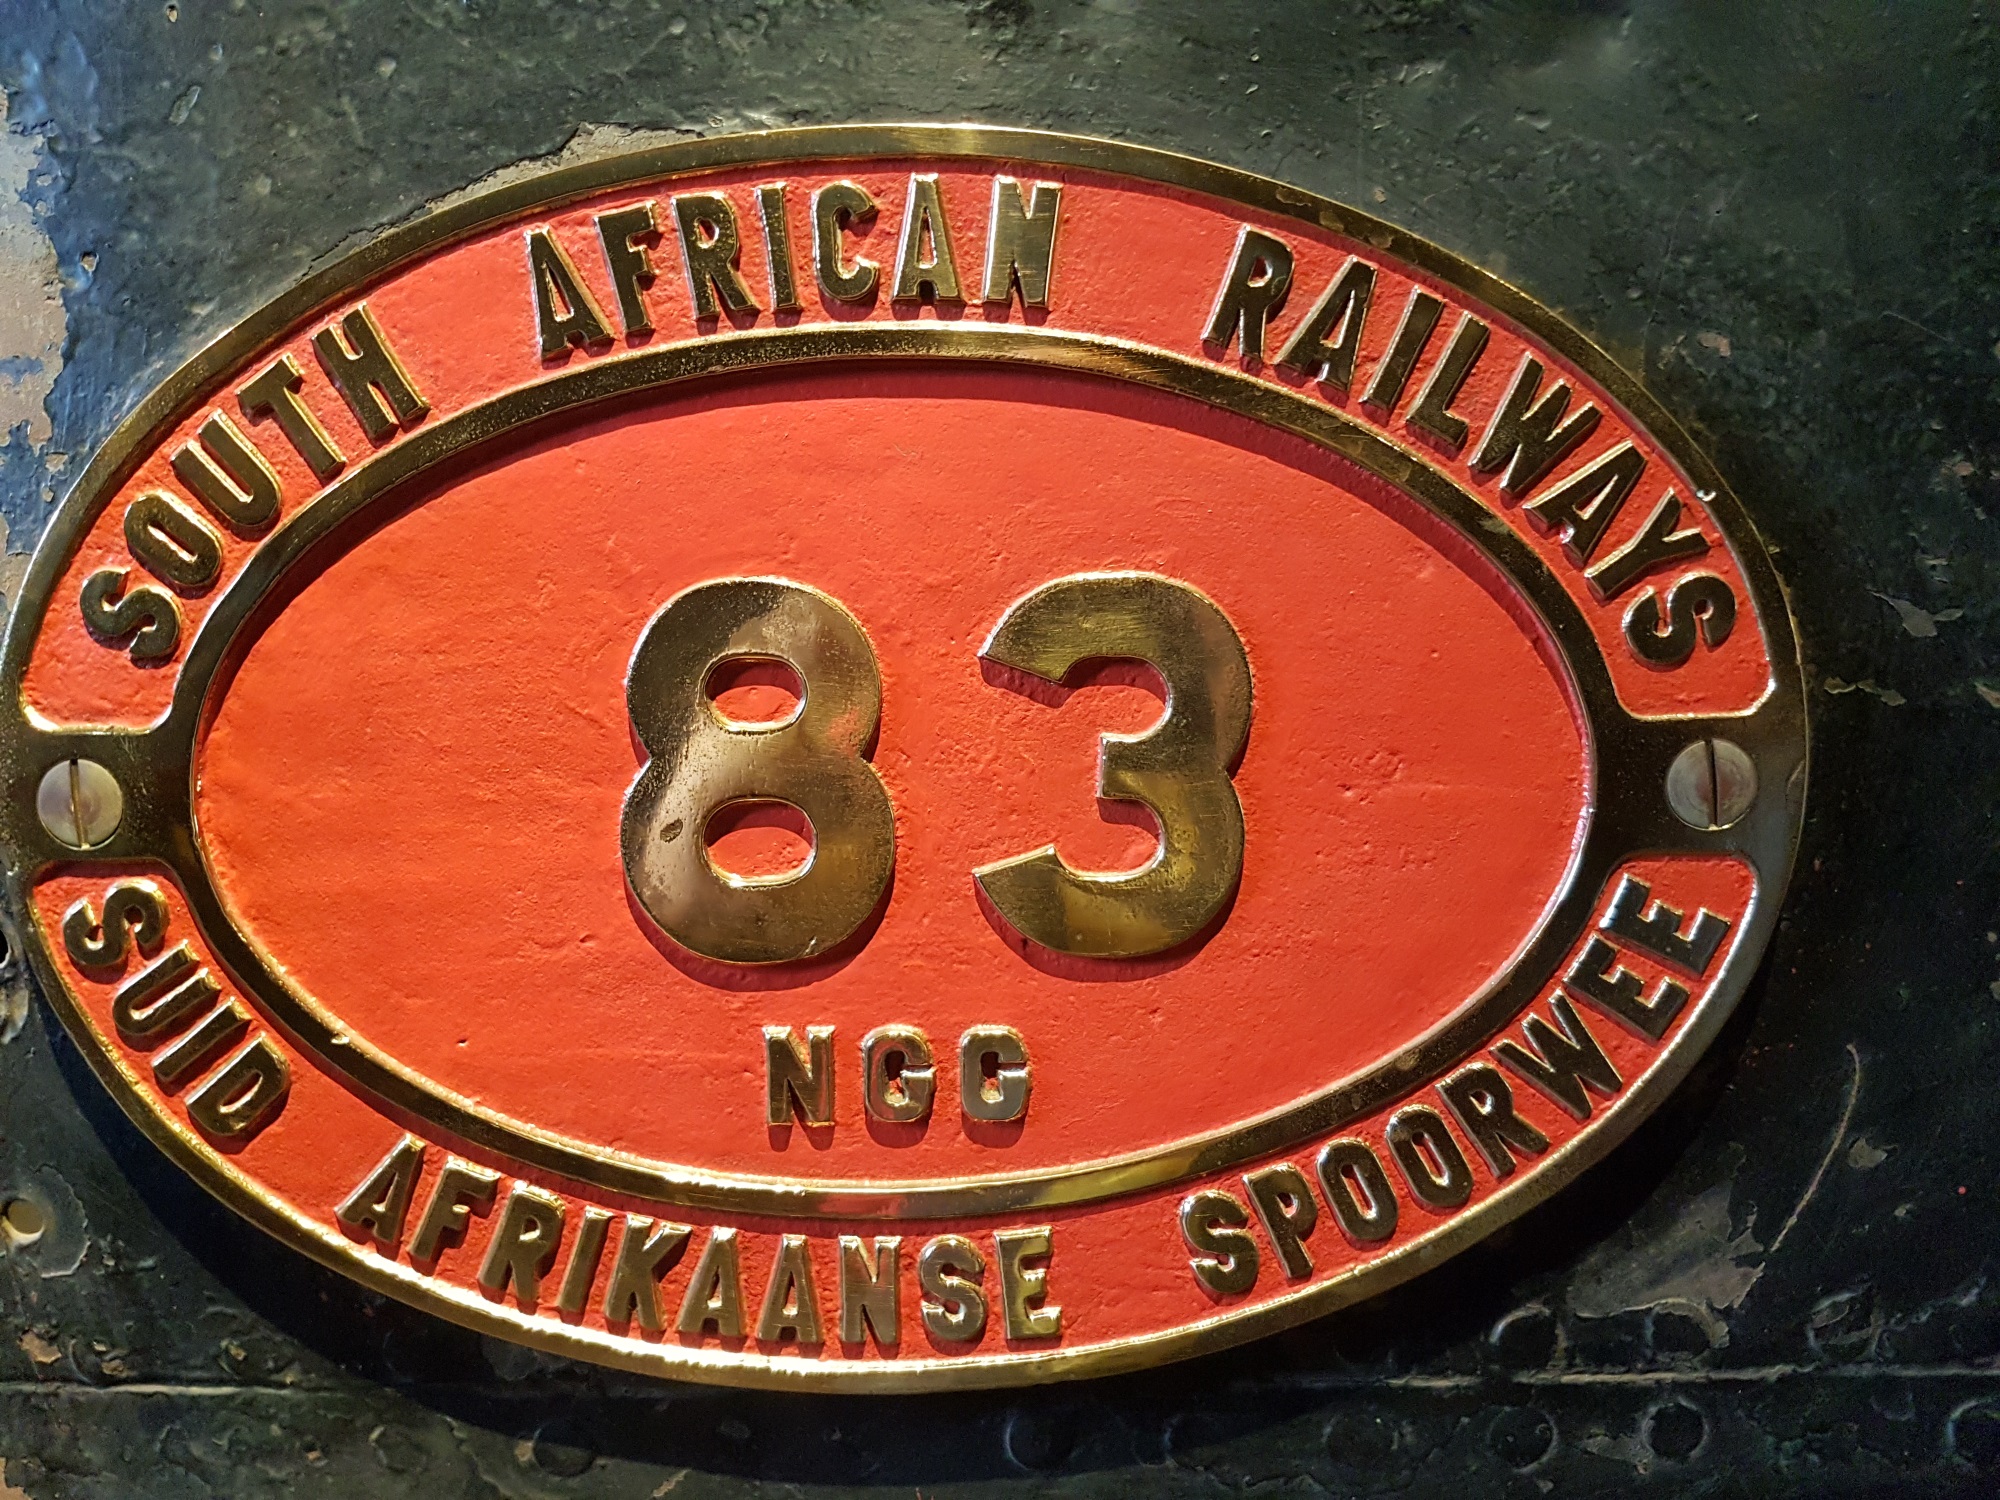 SOUTH AFRICAN RAILWAYS
83
NGG
SUID AFRIKAANSE SPOORWEE